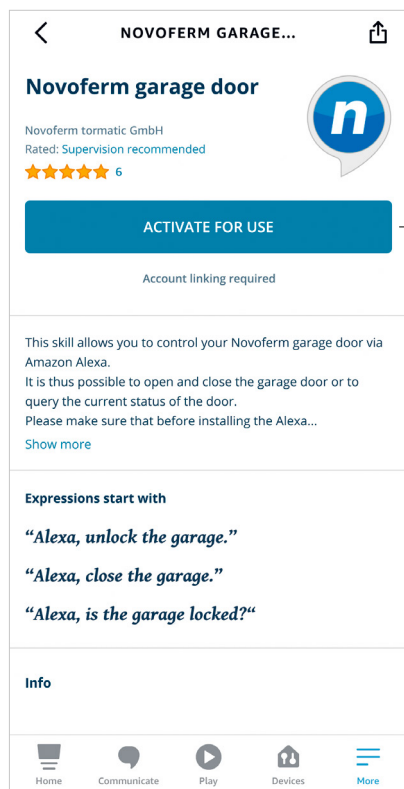 NOVOFERM GARAGE...
Novoferm garage door
n
Novoferm tormatic GmbH
Rated: Supervision recommended
6
ACTIVATE FOR USE
Account linking required
This skill allows you to control your Novoferm garage door via
Amazon Alexa.
It is thus possible to open and close the garage door or to
query the current status of the door.
Please make sure that before installing the Alexa...
Show more
Expressions start with
“Alexa, unlock the garage.”
“Alexa, close the garage.”
“Alexa, is the garage locked?“
Info
Home Communicate Play Devices More